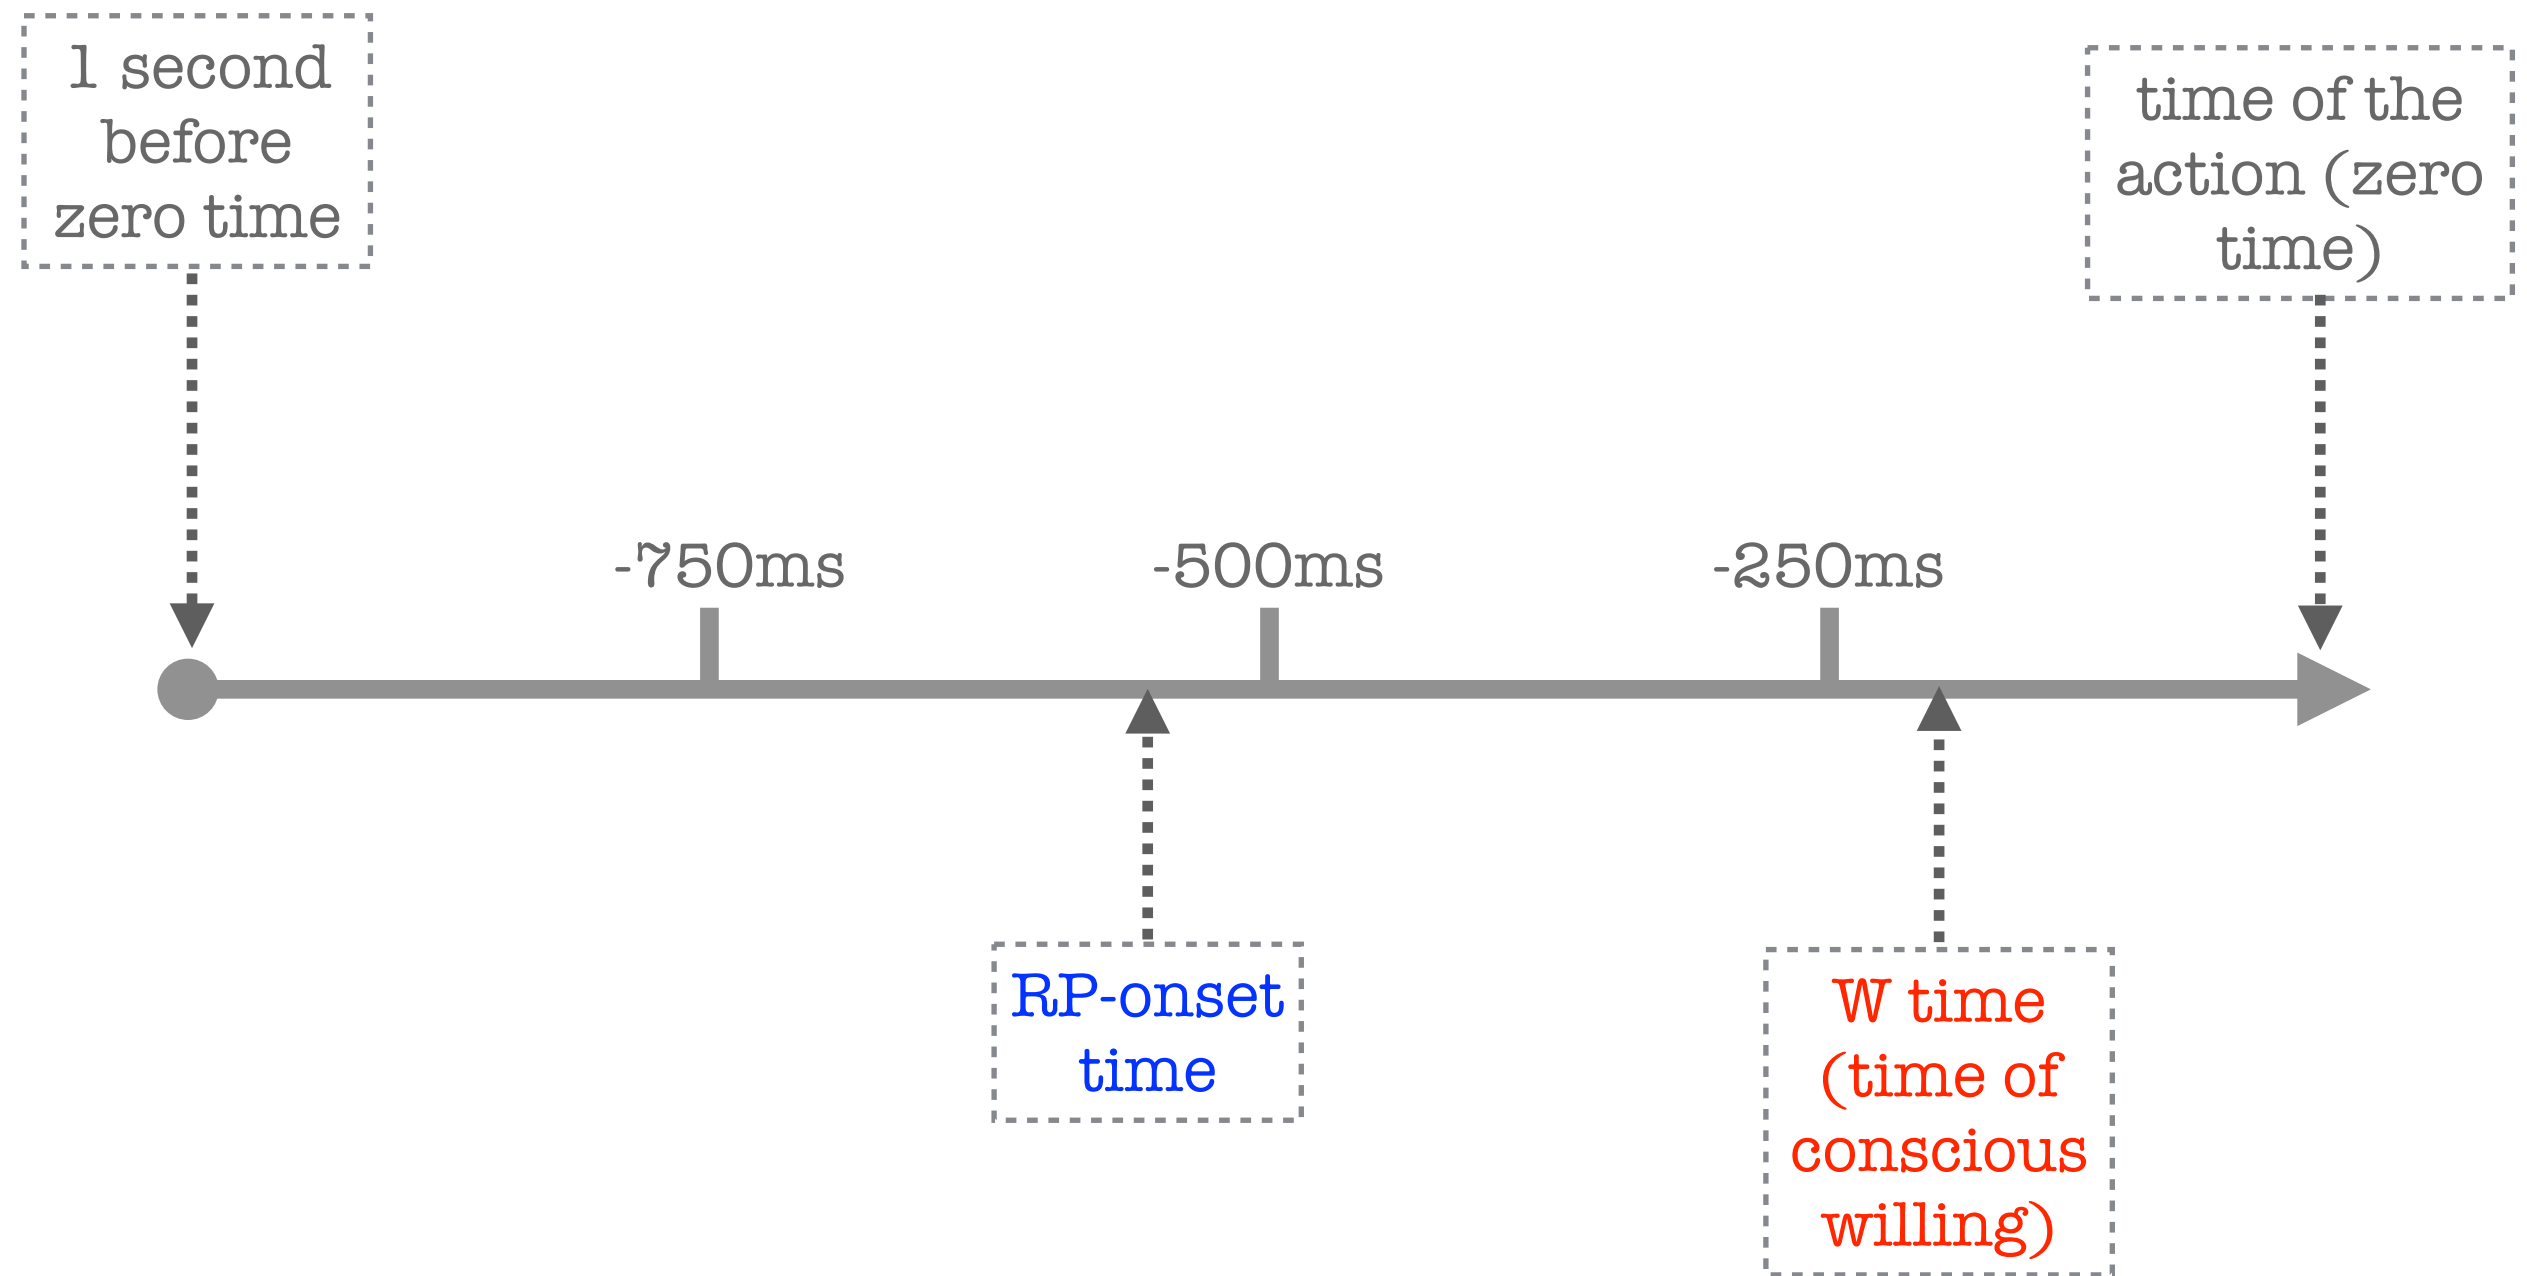 1 second
before
zero time
time of the
action (zero
time)
-750ms
-500ms
-250ms
RP-onset
time
W time
(time of
conscious
willing)